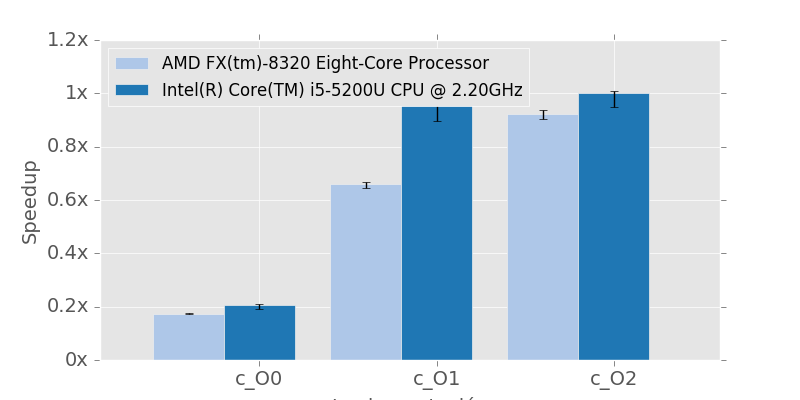 1.2x
AMD FX(tm)-8320 Eight-Core Processor
Intel(R) Core(TM) i5-5200U CPU @ 2.20GHz
1x
0.8x
0.6x
0.4x
0.2x
0x
Speedup
c_O0 c_O1 c_O2